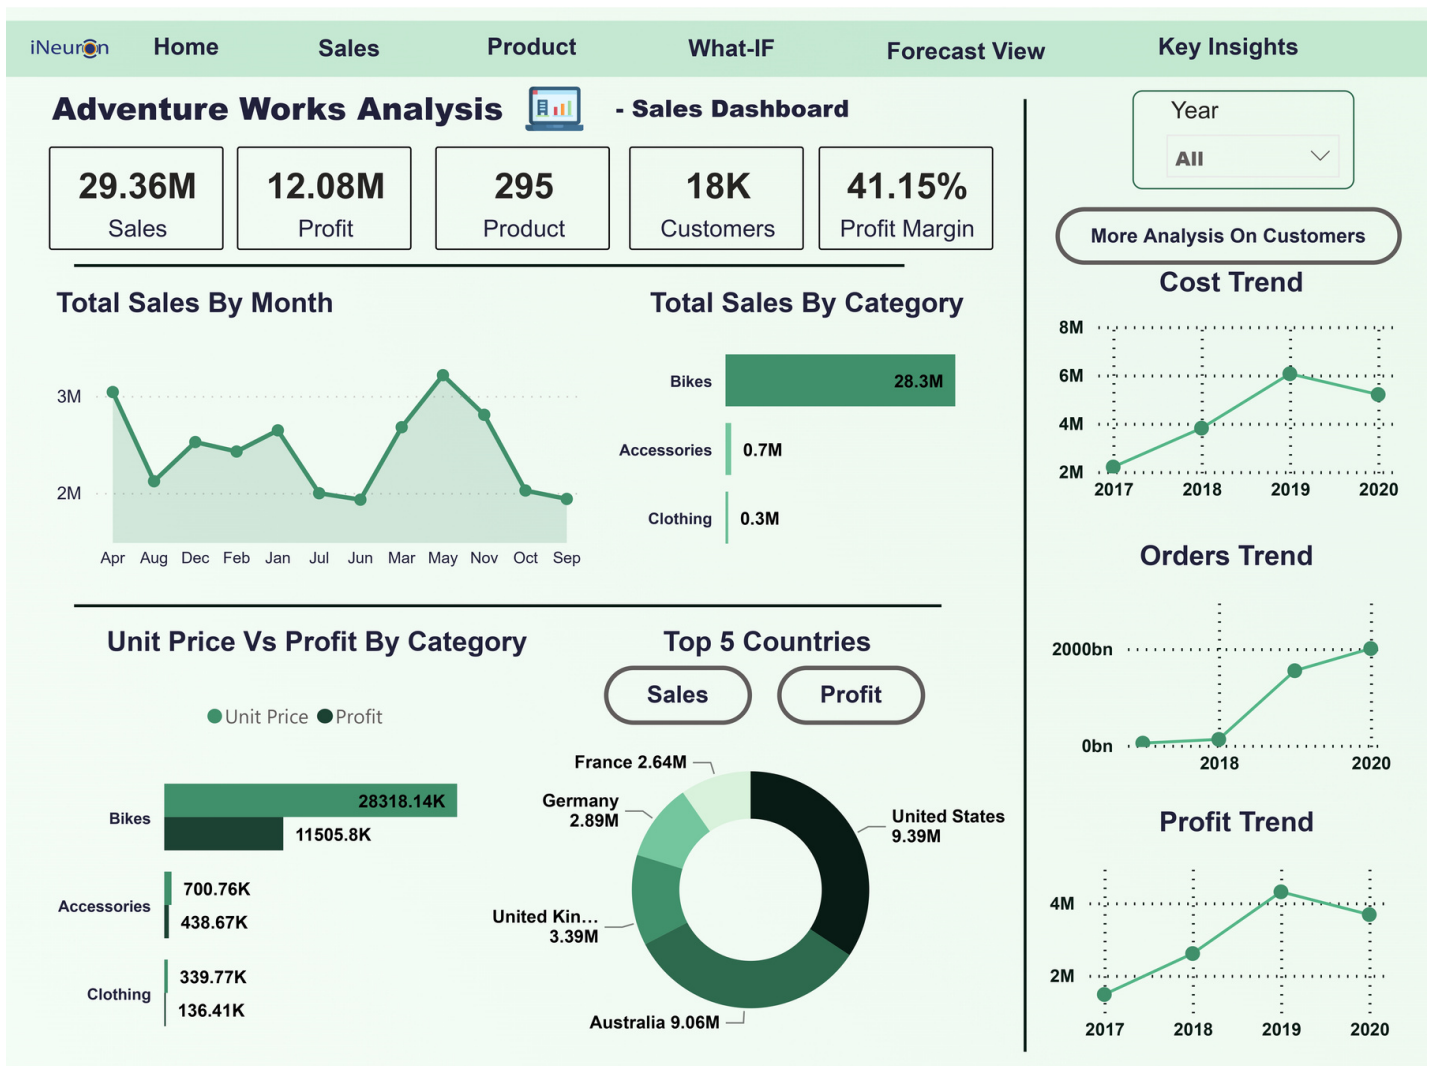 iNeuron
Home
Sales
Product
What-IF
Forecast View
Key Insights
Adventure Works Analysis
- Sales Dashboard
29.36M
Sales
12.08M
Profit
295
Product
18K
Customers
41.15%
Profit Margin
Year
All
More Analysis On Customers
Total Sales By Month
3M
2M
Apr Aug Dec Feb Jan Jul Jun Mar May Nov Oct Sep
Total Sales By Category
Bikes 28.3M
Accessories 0.7M
Clothing 0.3M
Cost Trend
8M
6M
4M
2M
2017 2018 2019 2020
Orders Trend
2000bn
0bn
2018 2020
Profit Trend
4M
2M
2017 2018 2019 2020
Unit Price Vs Profit By Category
Unit Price Profit
Bikes
28318.14K
11505.8K
Accessories
700.76K
438.67K
Clothing
339.77K
136.41K
Top 5 Countries
Sales
Profit
France 2.64M
Germany
2.89M
United Kin...
3.39M
Australia 9.06M
United States
9.39M